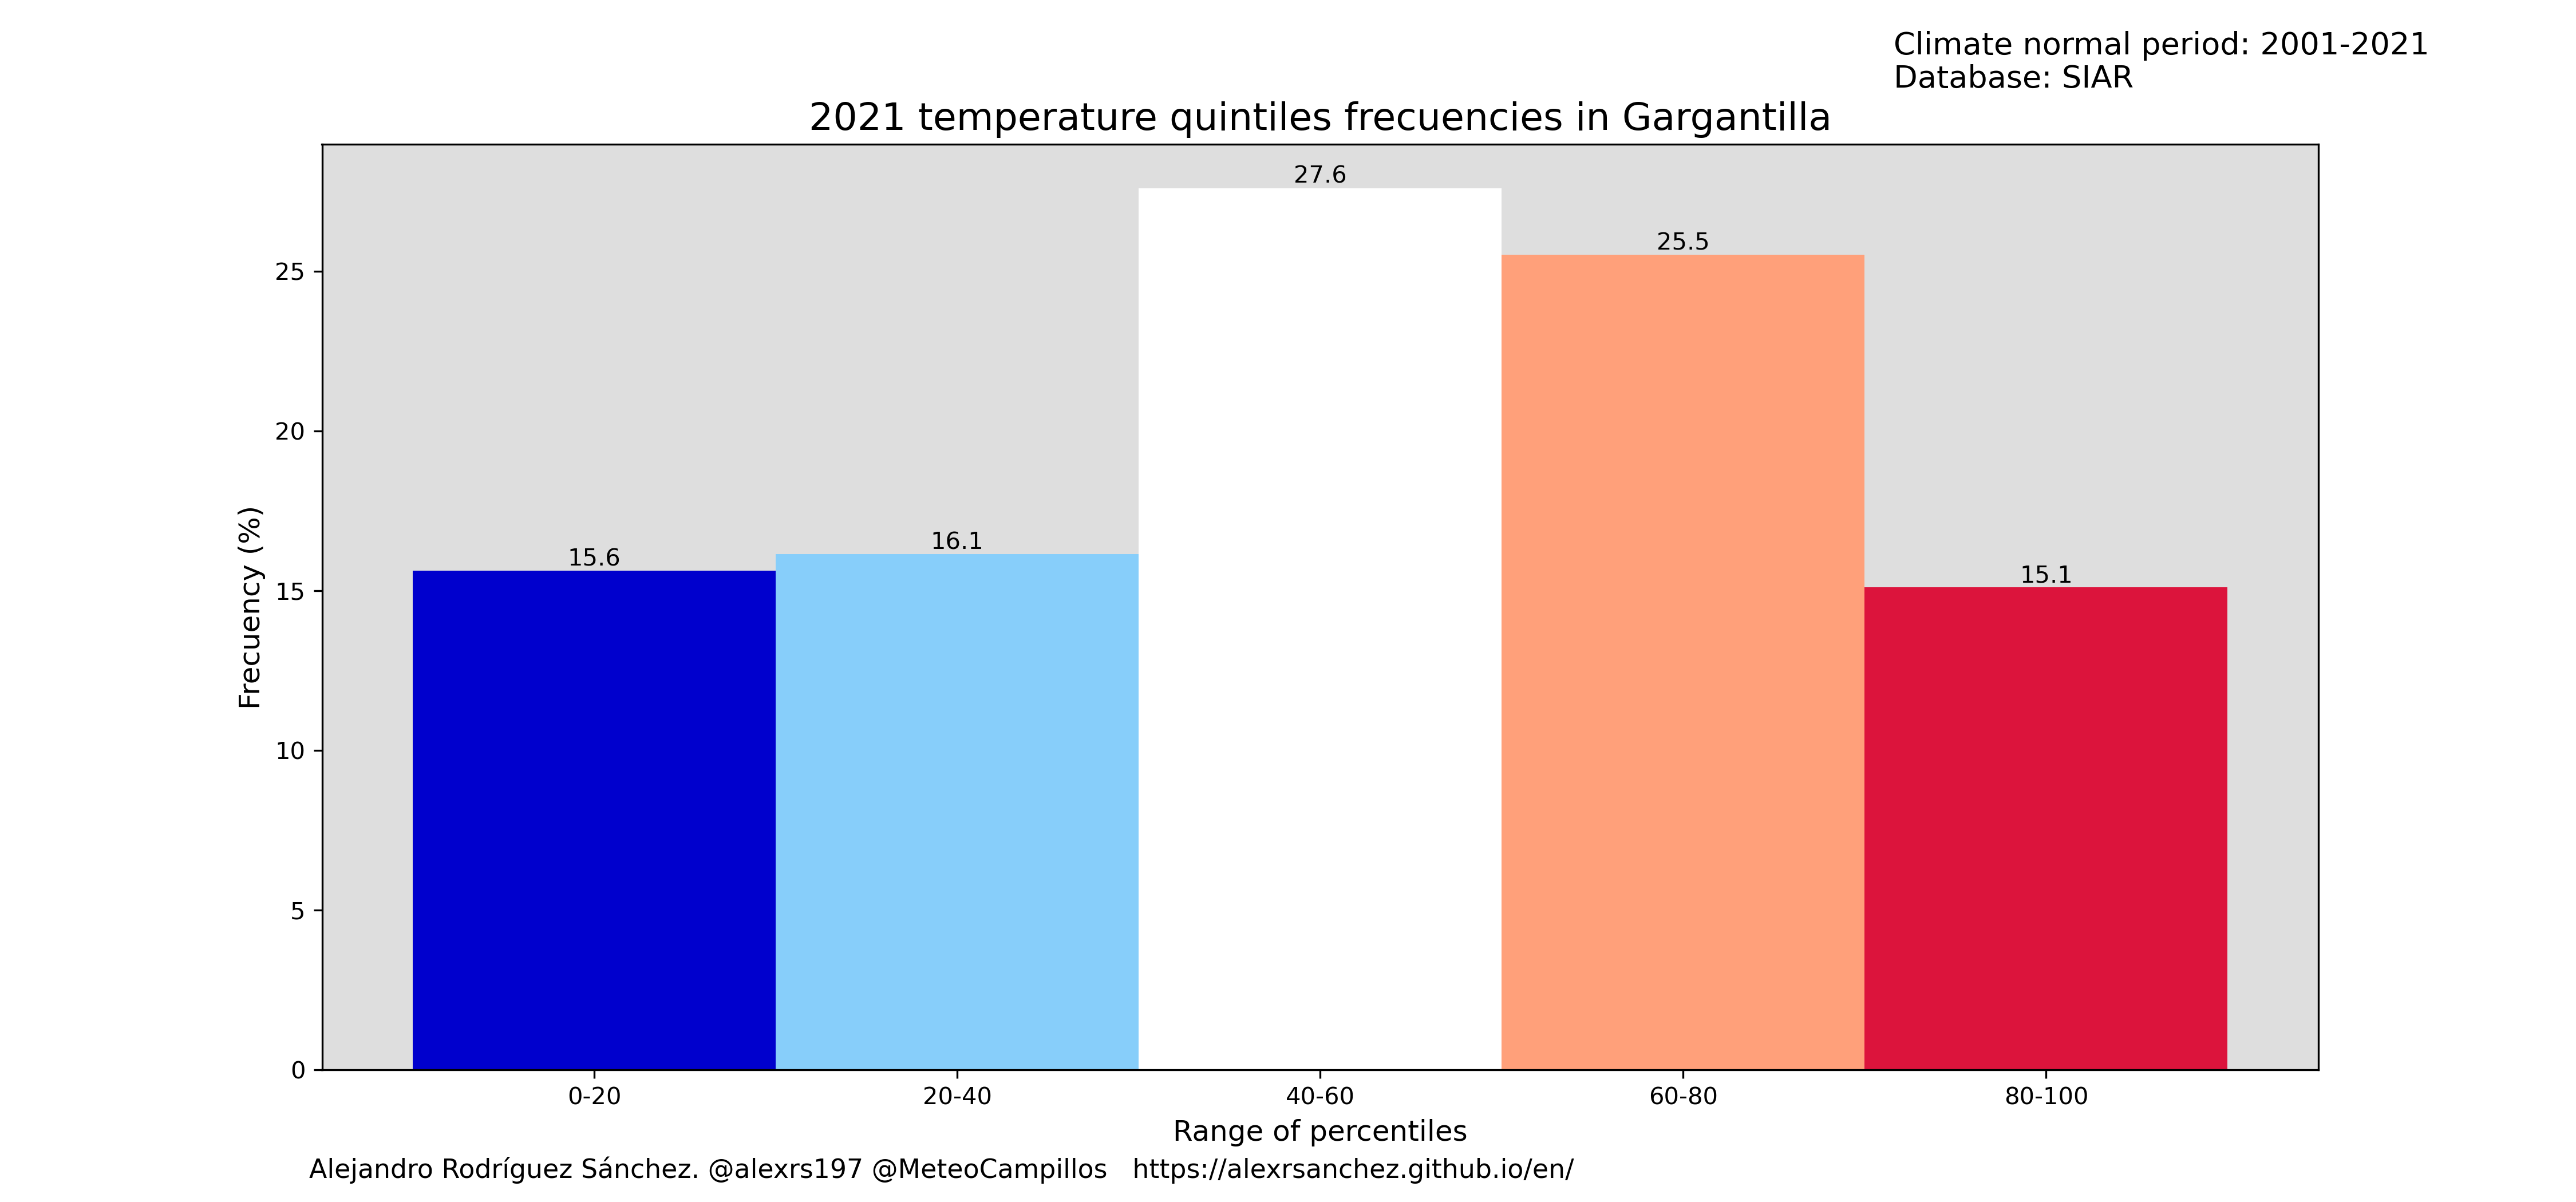 Climate normal period: 2001-2021
Database: SIAR
2021 temperature quintiles frecuencies in Gargantilla
27.6
25.5
25
20
Frecuency (%)
16.1
15.6
15.1
15
10
5
0
0-20 20-40 40-60 60-80 80-100
Range of percentiles
Alejandro Rodríguez Sánchez. @alexrs197 @MeteoCampillos https://alexrsanchez.github.io/en/